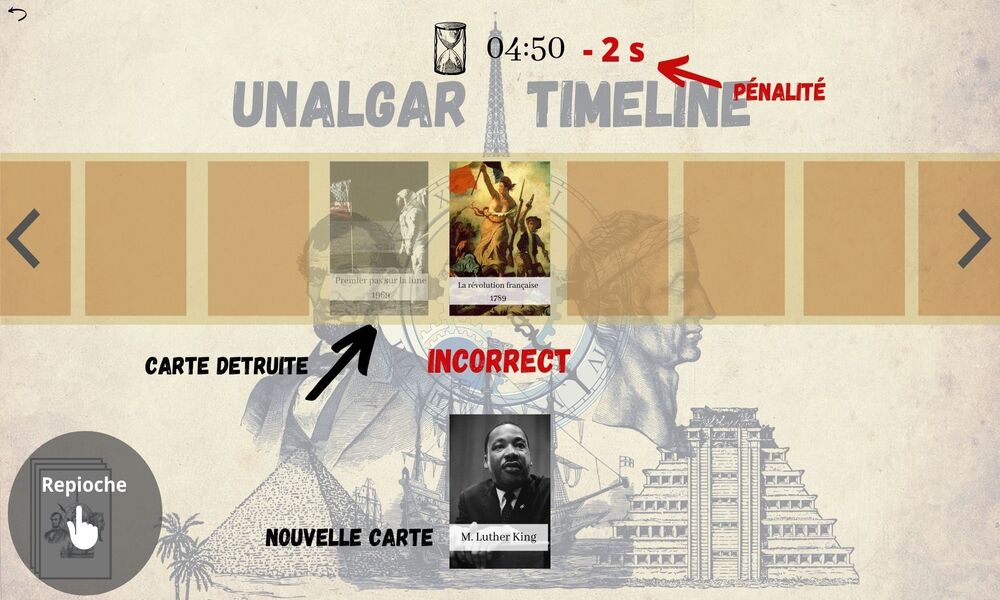 04:50 - 2 s
PÉNALITÉ
UNALGAR TIMELINE
Premier pas sur la lune
1969
La révolution française
1789
CARTE DETRUITE
INCORRECT
Repioche
NOUVELLE CARTE
M. Luther King